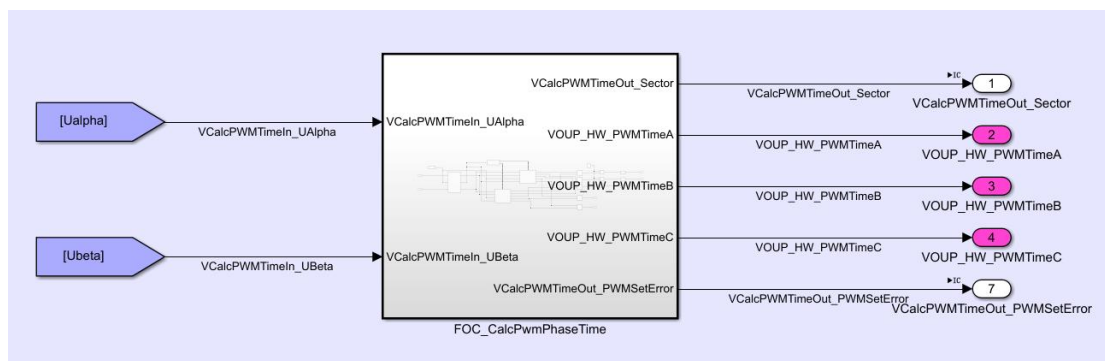 [Ualpha]
VCalcPWMTimeIn_UAlpha
[Ubeta]
VCalcPWMTimeIn_UBeta
VCalcPWMTimeIn_UAlpha
VCalcPWMTimeIn_UBeta
VCalcPWMTimeOut_Sector
VOUP_HW_PWMTimeA
VOUP_HW_PWMTimeB
VOUP_HW_PWMTimeC
VCalcPWMTimeOut_PWMSetError
FOC_CalcPwmPhaseTime
VCalcPWMTimeOut_Sector
IC
1
VCalcPWMTimeOut_Sector
VOUP_HW_PWMTimeA
2
VOUP_HW_PWMTimeA
VOUP_HW_PWMTimeB
3
VOUP_HW_PWMTimeB
VOUP_HW_PWMTimeC
4
VOUP_HW_PWMTimeC
VCalcPWMTimeOut_PWMSetError
IC
7
VCalcPWMTimeOut_PWMSetError